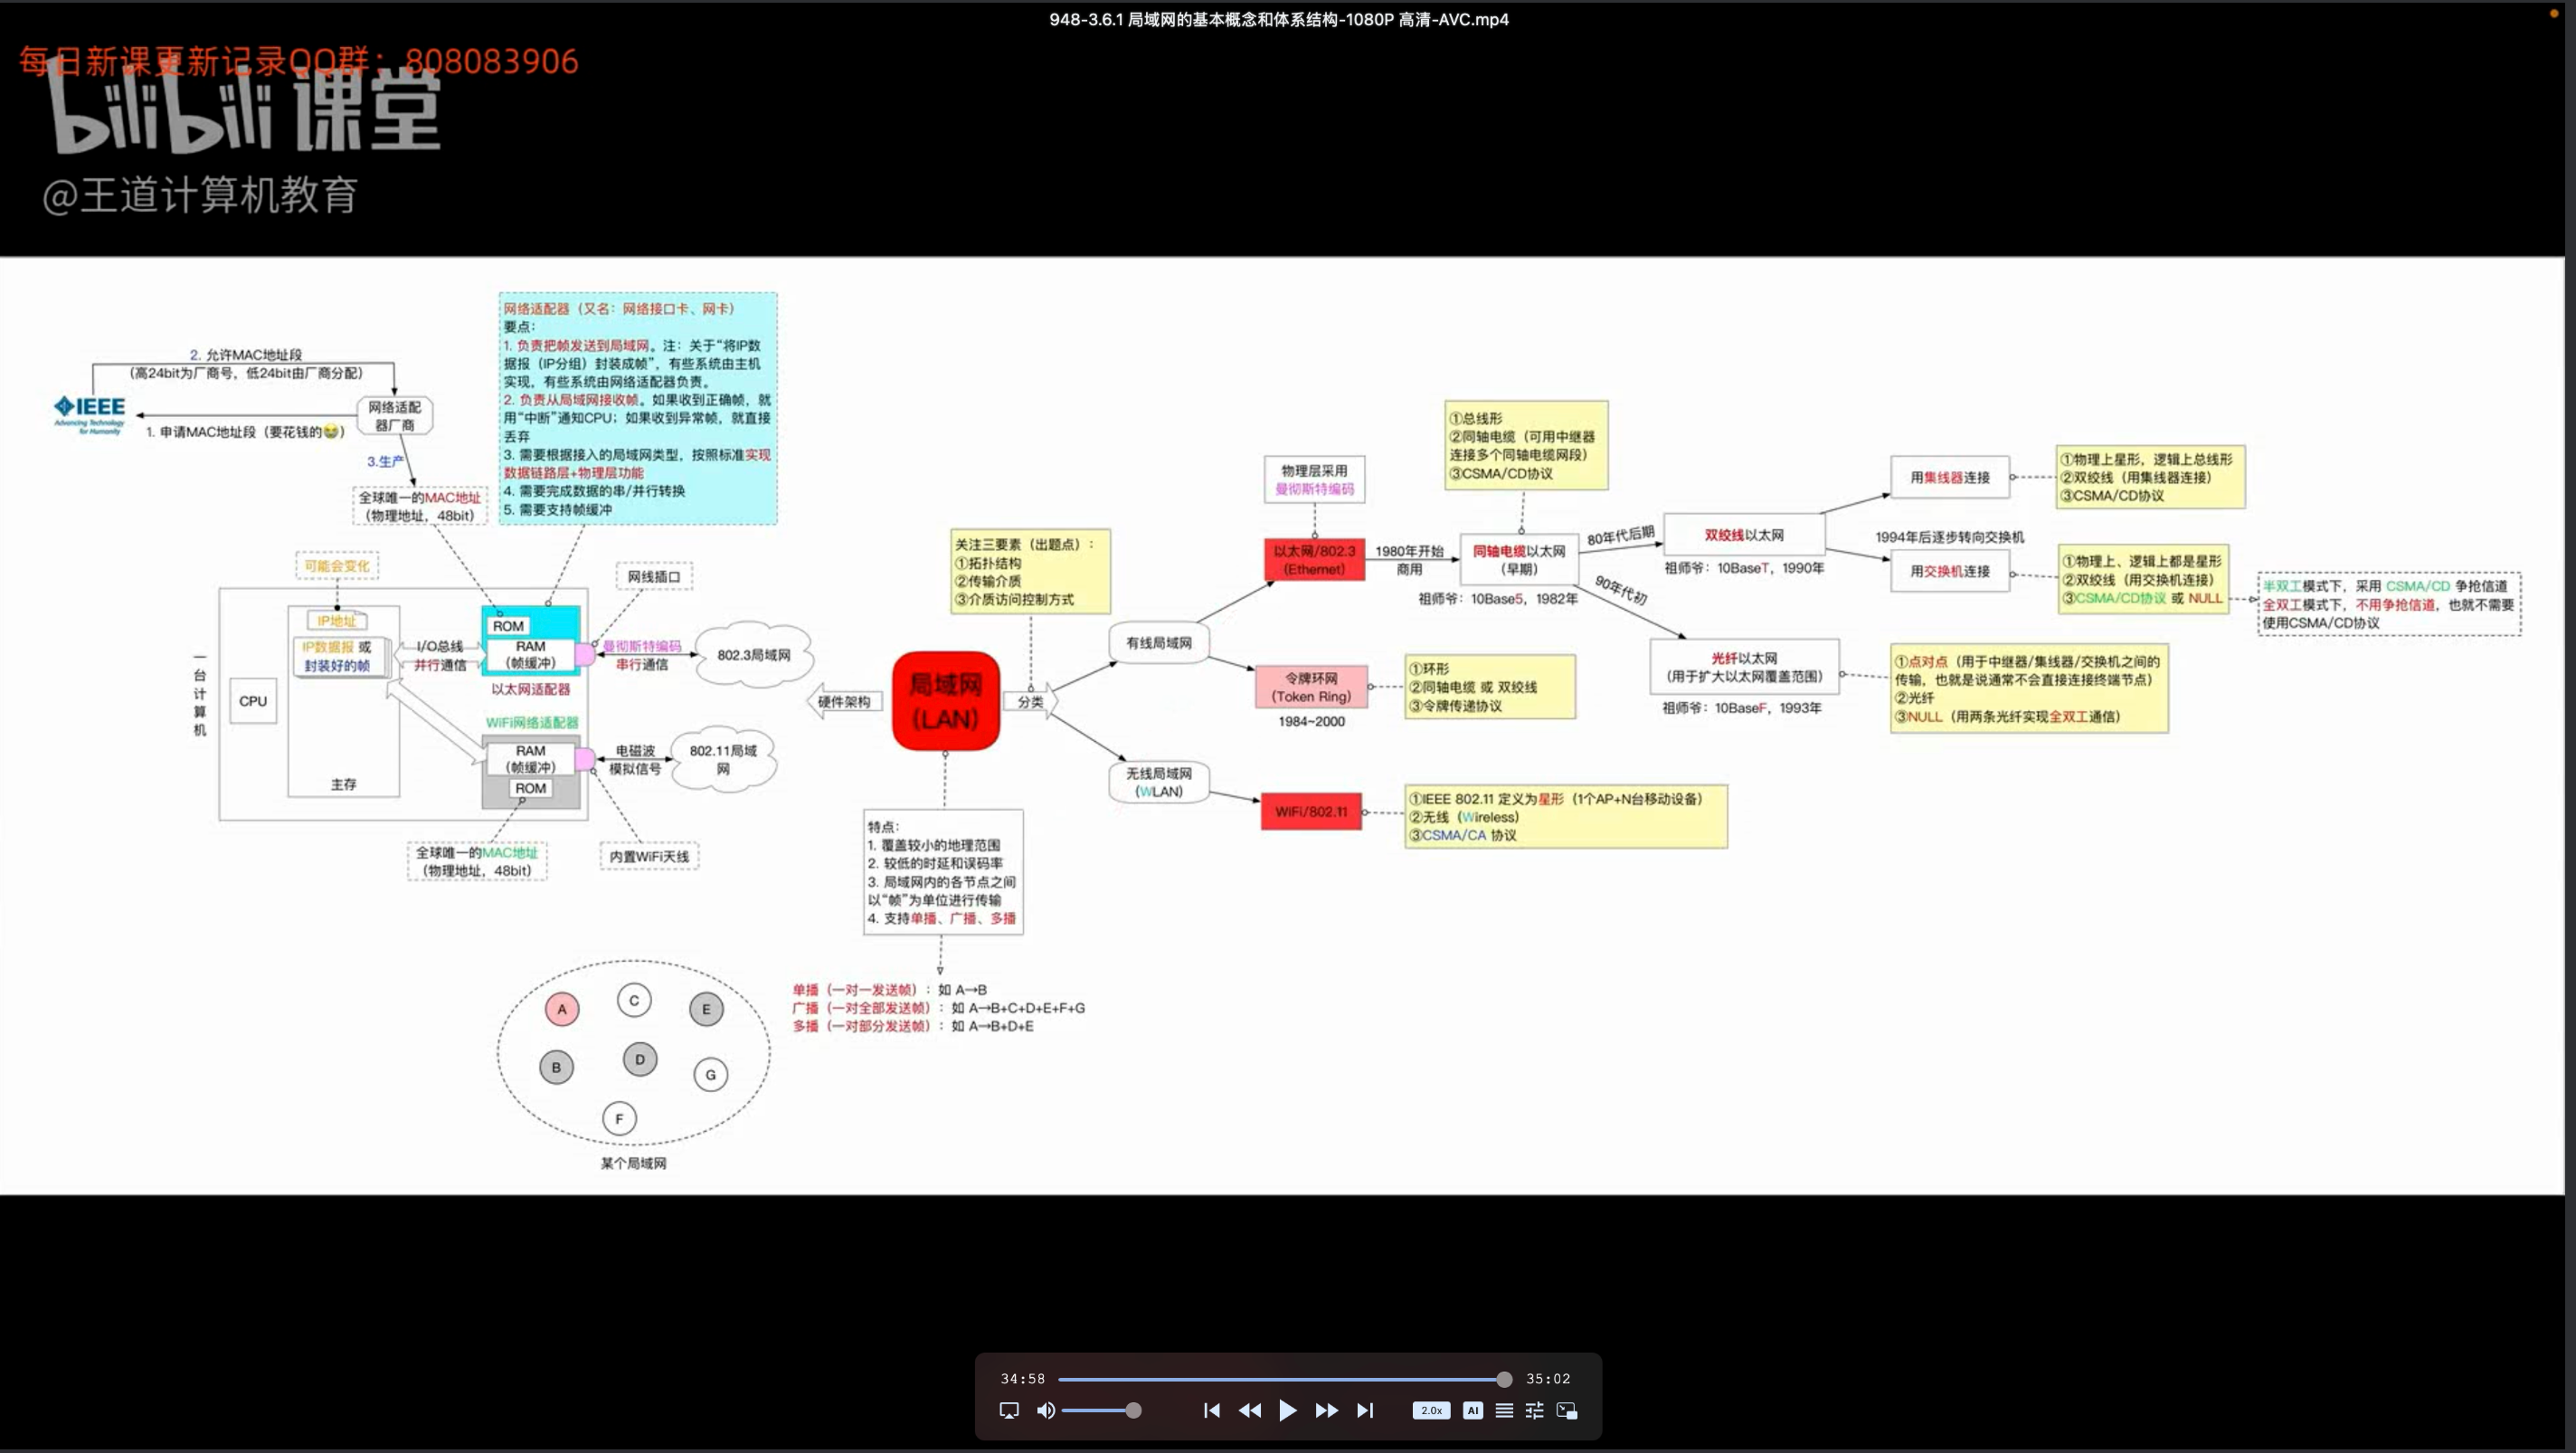 948-3.6.1 局域网的基本概念和体系结构-1080P 高清-AVC.mp4
每日新课更新记录QQ群：808083906
bilibili 课堂
@王道计算机教育
2. 允许MAC地址段
(高24bit为厂商号，低24bit由厂商分配)
IEEE
Advancing Technology
for Humanity
网络适配
器厂商
1. 申请MAC地址段（要花钱的😭）
3.生产
全球唯一的MAC地址
（物理地址，48bit）
网络适配器（又名：网络接口卡、网卡）
要点：
1. 负责把帧发送到局域网。注：关于“将IP数
据报（IP分组）封装成帧”，有些系统由主机
实现，有些系统由网络适配器负责。
2. 负责从局域网接收帧。如果收到正确帧，就
用“中断”通知CPU；如果收到异常帧，就直接
丢弃
3. 需要根据接入的局域网类型，按照标准实现
数据链路层+物理层功能
4. 需要完成数据的串/并行转换
5. 需要支持帧缓冲
可能会变化
网线插口
一台计算机
CPU
IP地址
IP数据报 或
封装好的帧
主存
I/O总线
并行通信
ROM
RAM
（帧缓冲）
以太网适配器
曼彻斯特编码
串行通信
802.3局域网
WiFi网络适配器
RAM
（帧缓冲）
ROM
电磁波
模拟信号
802.11局域
网
全球唯一的MAC地址
（物理地址，48bit）
内置WiFi天线
硬件架构
局域网
（LAN）
分类
关注三要素（出题点）：
①拓扑结构
②传输介质
③介质访问控制方式
特点：
1. 覆盖较小的地理范围
2. 较低的时延和误码率
3. 局域网内的各节点之间
以“帧”为单位进行传输
4. 支持单播、广播、多播
单播（一对一发送帧）：如 A→B
广播（一对全部发送帧）：如 A→B+C+D+E+F+G
多播（一对部分发送帧）：如 A→B+D+E
A
C
E
B
D
G
F
某个局域网
有线局域网
无线局域网
（WLAN）
物理层采用
曼彻斯特编码
以太网/802.3
(Ethernet)
1980年开始
商用
①总线形
②同轴电缆（可用中继器
连接多个同轴电缆网段）
③CSMA/CD协议
同轴电缆以太网
（早期）
祖师爷：10Base5，1982年
80年代后期
双绞线以太网
祖师爷：10BaseT，1990年
用集线器连接
①物理上星形，逻辑上总线形
②双绞线（用集线器连接）
③CSMA/CD协议
1994年后逐步转向交换机
用交换机连接
①物理上、逻辑上都是星形
②双绞线（用交换机连接）
③CSMA/CD协议 或 NULL
半双工模式下，采用 CSMA/CD 争抢信道
全双工模式下，不用争抢信道，也就不需要
使用CSMA/CD协议
90年代初
光纤以太网
（用于扩大以太网覆盖范围）
祖师爷：10BaseF，1993年
①点对点（用于中继器/集线器/交换机之间的
传输，也就是说通常不会直接连接终端节点）
②光纤
③NULL（用两条光纤实现全双工通信）
令牌环网
（Token Ring）
1984~2000
①环形
②同轴电缆 或 双绞线
③令牌传递协议
WiFi/802.11
①IEEE 802.11 定义为星形（1个AP+N台移动设备）
②无线（Wireless）
③CSMA/CA 协议
34:58
35:02
2.0x
AI